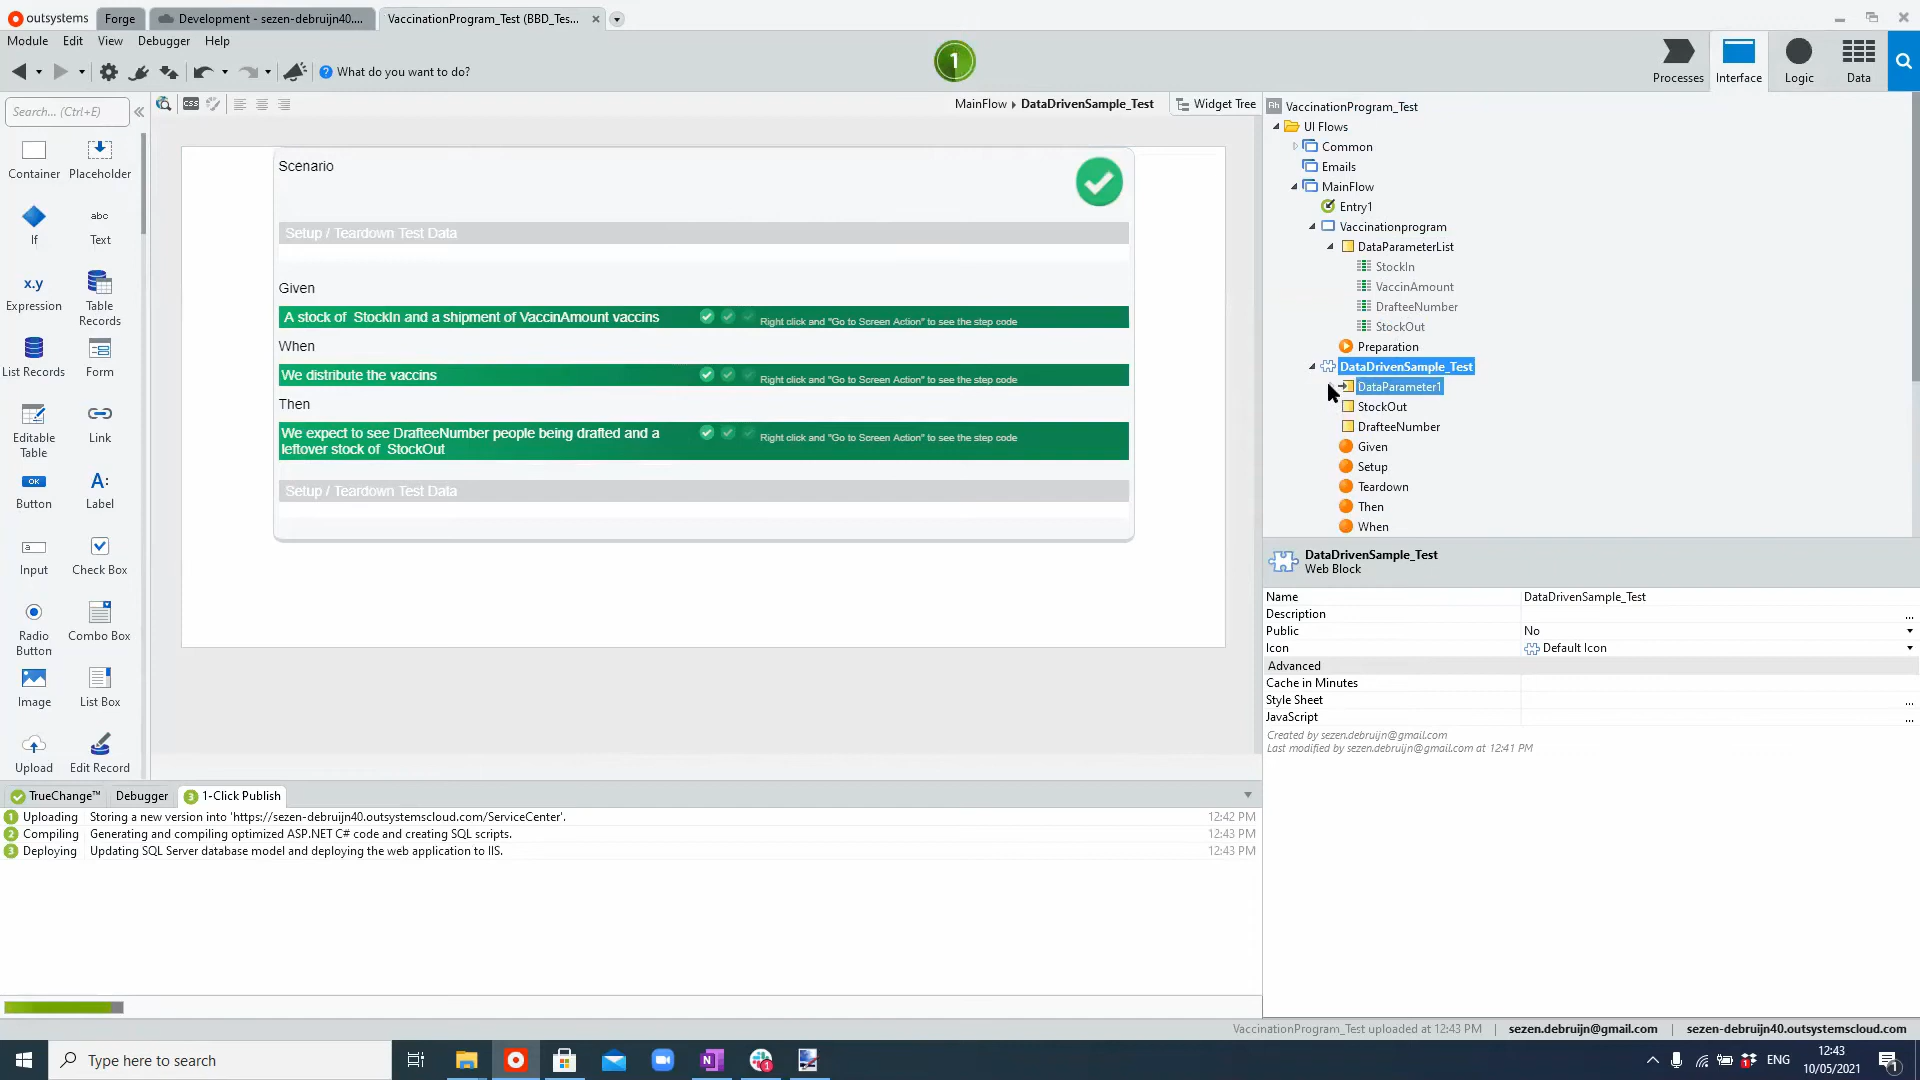 outsystems
Forge
Development - sezen-debruijn40....
VaccinationProgram_Test (BBD_Tes...
Module Edit View Debugger Help
1
What do you want to do?
Processes Interface Logic Data
Search... (Ctrl+E)
CSS
MainFlow DataDrivenSample_Test
Widget Tree
Container Placeholder
abc
If Text
x.y
Expression Table Records
List Records Form
Editable Table Link
OK
A:
Button Label
a
Input Check Box
Radio Button Combo Box
Image List Box
Upload Edit Record
Scenario
Setup / Teardown Test Data
Given
A stock of StockIn and a shipment of VaccinAmount vaccins
Right click and "Go to Screen Action" to see the step code
When
We distribute the vaccins
Right click and "Go to Screen Action" to see the step code
Then
We expect to see DrafteeNumber people being drafted and a
leftover stock of StockOut
Right click and "Go to Screen Action" to see the step code
Setup / Teardown Test Data
VaccinationProgram_Test
UI Flows
Common
Emails
MainFlow
Entry1
Vaccinationprogram
DataParameterList
StockIn
VaccinAmount
DrafteeNumber
StockOut
Preparation
DataDrivenSample_Test
DataParameter1
StockOut
DrafteeNumber
Given
Setup
Teardown
Then
When
DataDrivenSample_Test
Web Block
Name DataDrivenSample_Test
Description ...
Public No
Icon Default Icon
Advanced
Cache in Minutes
Style Sheet ...
JavaScript ...
Created by sezen.debruijn@gmail.com
Last modified by sezen.debruijn@gmail.com at 12:41 PM
TrueChange™ Debugger 3 1-Click Publish
1 Uploading Storing a new version into 'https://sezen-debruijn40.outsystemscloud.com/ServiceCenter'. 12:42 PM
2 Compiling Generating and compiling optimized ASP.NET C# code and creating SQL scripts. 12:43 PM
3 Deploying Updating SQL Server database model and deploying the web application to IIS. 12:43 PM
VaccinationProgram_Test uploaded at 12:43 PM sezen.debruijn@gmail.com sezen-debruijn40.outsystemscloud.com
Type here to search
ENG
12:43
10/05/2021